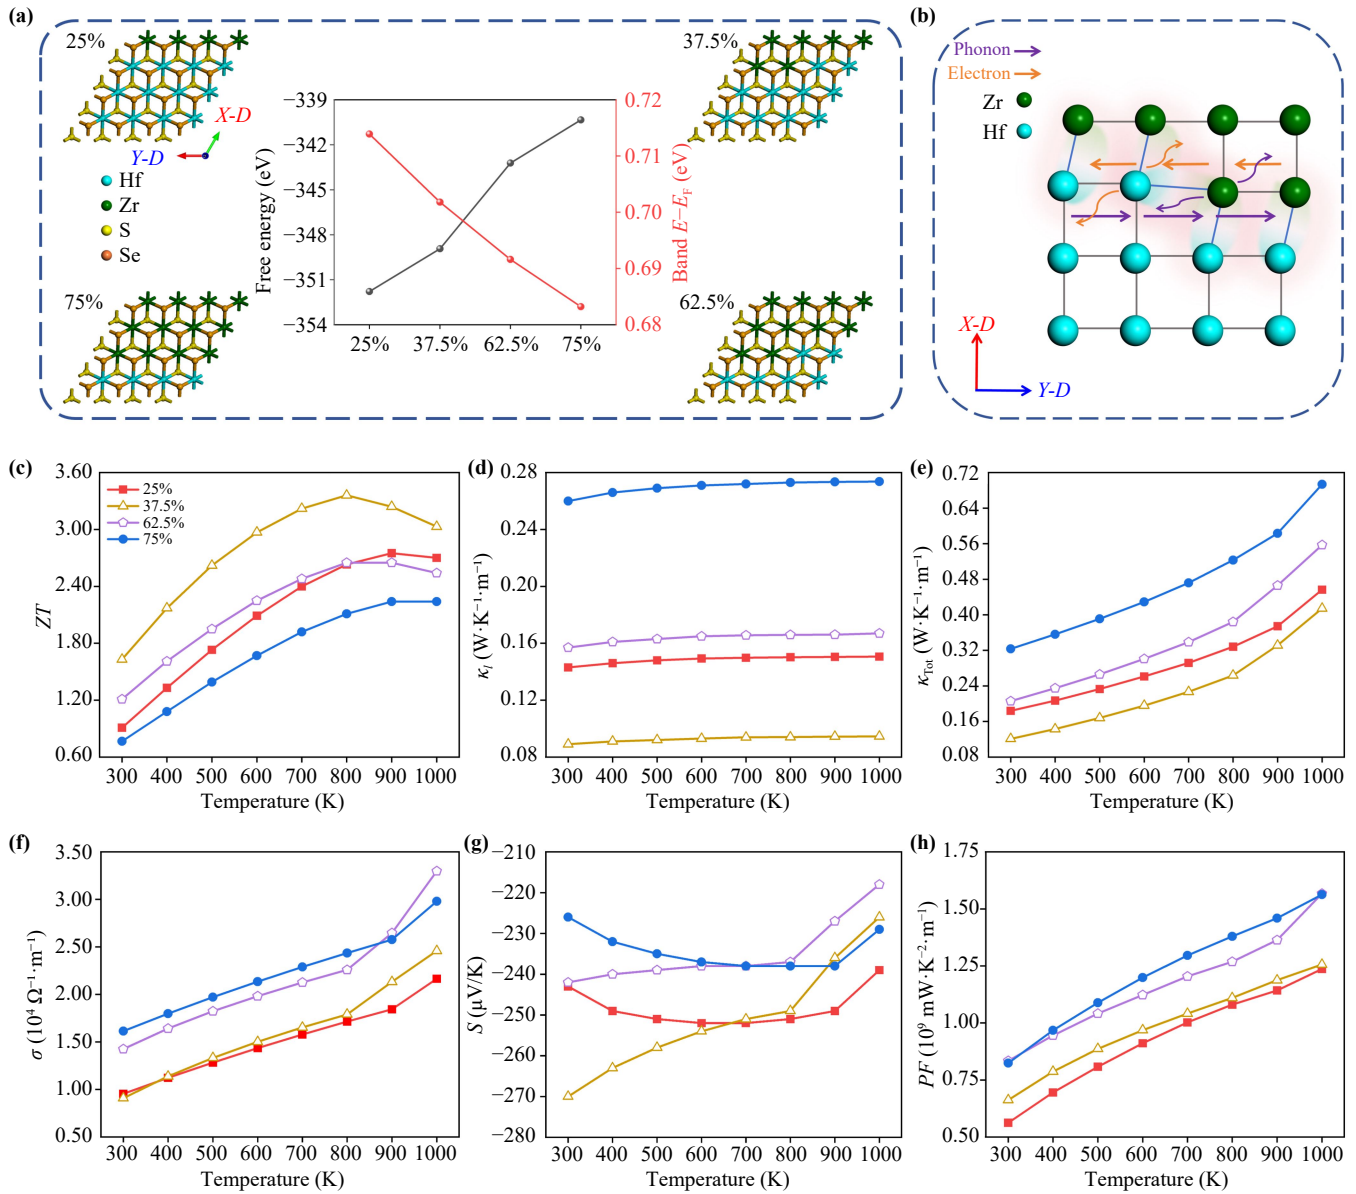 (a)
25%
37.5%
X-D
Y-D
Hf
Zr
S
Se
75%
62.5%
Free energy (eV)
−339
−342
−345
−348
−351
−354
25% 37.5% 62.5% 75%
0.72
0.71
0.70
0.69
0.68
Band E−E_F (eV)
(b)
Phonon
Electron
Zr
Hf
X-D
Y-D
(c)
ZT
3.60
3.00
2.40
1.80
1.20
0.60
25%
37.5%
62.5%
75%
300 400 500 600 700 800 900 1000
Temperature (K)
(d)
κ_l (W·K⁻¹·m⁻¹)
0.28
0.24
0.20
0.16
0.12
0.08
300 400 500 600 700 800 900 1000
Temperature (K)
(e)
κ_Tot (W·K⁻¹·m⁻¹)
0.72
0.64
0.56
0.48
0.40
0.32
0.24
0.16
0.08
300 400 500 600 700 800 900 1000
Temperature (K)
(f)
σ (10⁴ Ω⁻¹·m⁻¹)
3.50
3.00
2.50
2.00
1.50
1.00
0.50
300 400 500 600 700 800 900 1000
Temperature (K)
(g)
S (μV/K)
−210
−220
−230
−240
−250
−260
−270
−280
300 400 500 600 700 800 900 1000
Temperature (K)
(h)
PF (10⁹ mW·K⁻²·m⁻¹)
1.75
1.50
1.25
1.00
0.75
0.50
300 400 500 600 700 800 900 1000
Temperature (K)